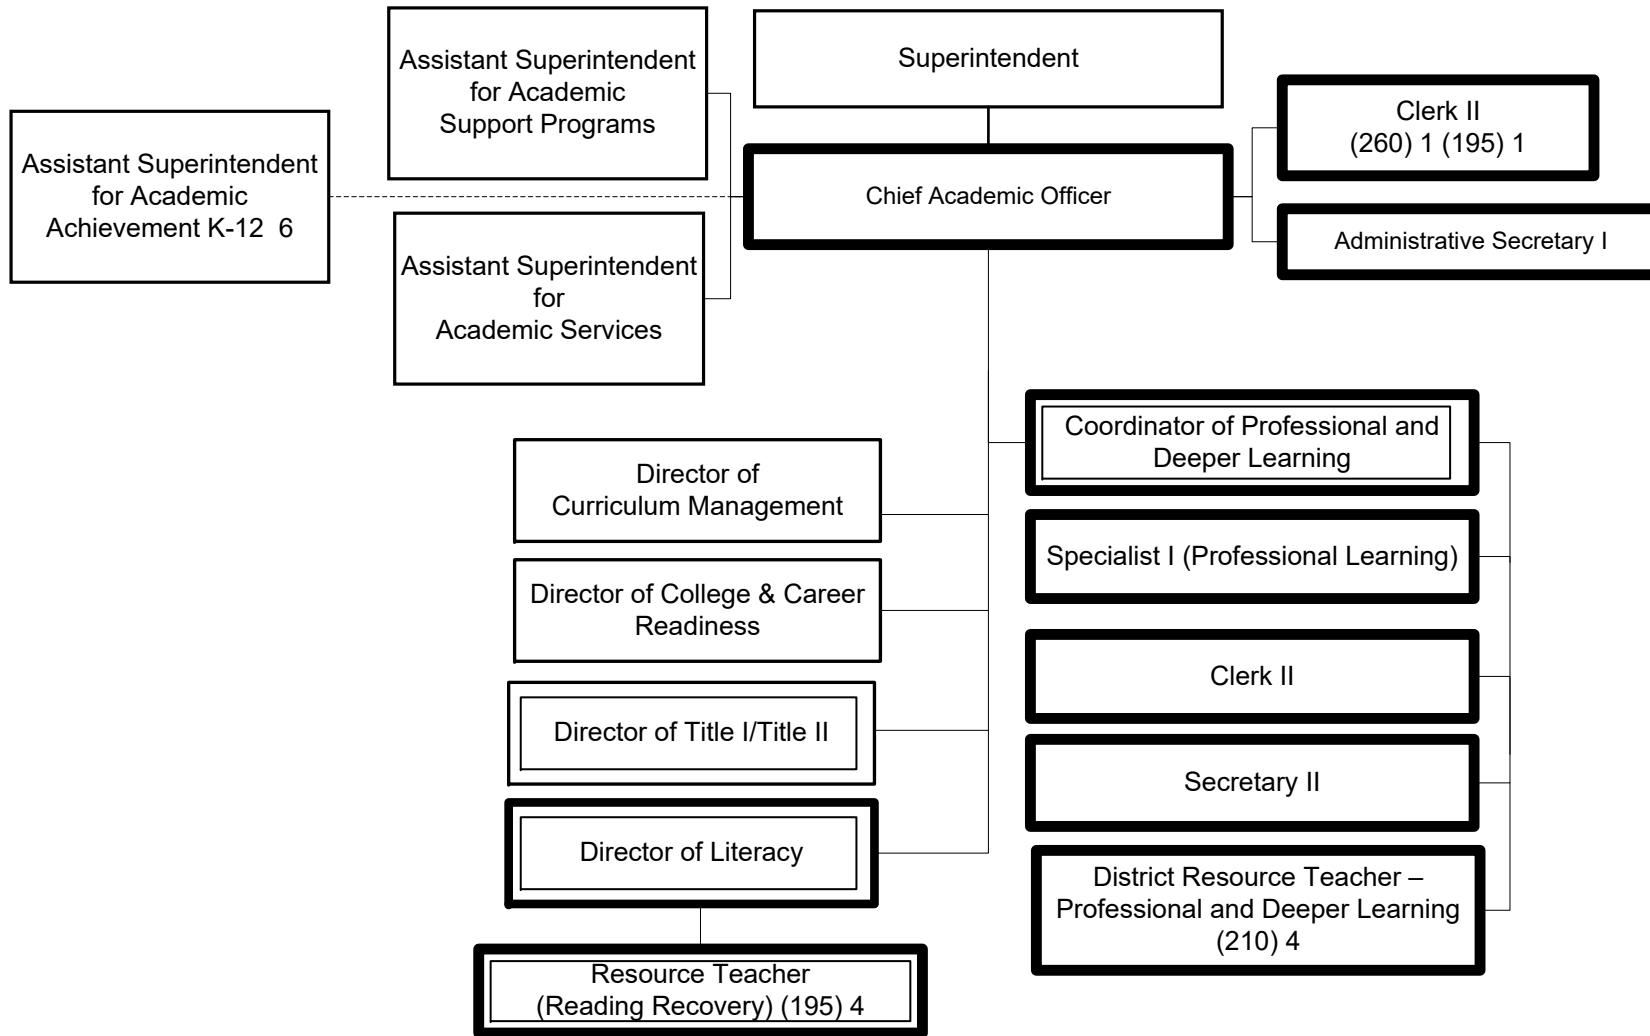 Superintendent
Assistant Superintendent
for Academic
Support Programs
Clerk II
(260) 1 (195) 1
Assistant Superintendent
for Academic
Achievement K-12  6
Chief Academic Officer
Administrative Secretary I
Assistant Superintendent
for
Academic Services
Coordinator of Professional and
Deeper Learning
Director of
Curriculum Management
Specialist I (Professional Learning)
Director of College & Career
Readiness
Clerk II
Director of Title I/Title II
Secretary II
Director of Literacy
District Resource Teacher –
Professional and Deeper Learning
(210) 4
Resource Teacher
(Reading Recovery) (195) 4